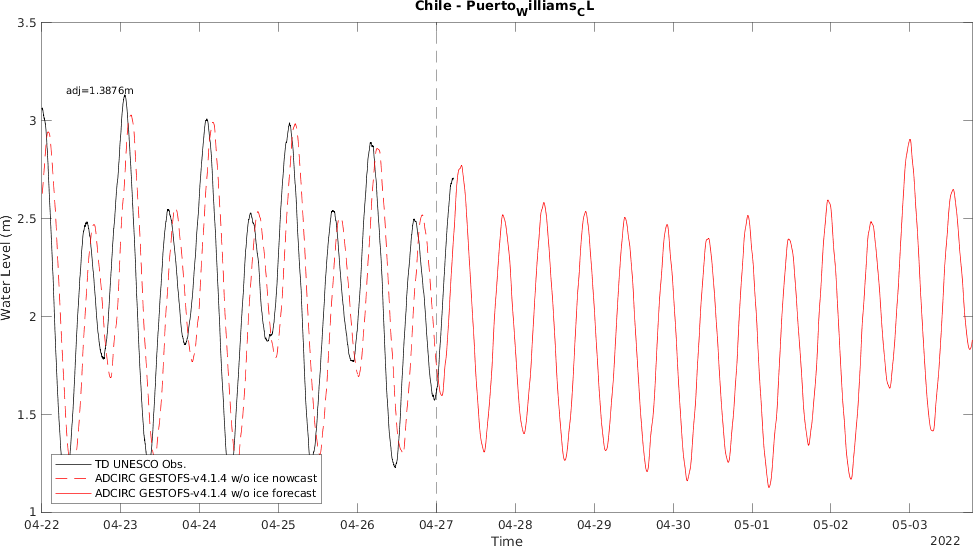 Chile - PuertoWilliamsCL
adj=1.3876m
3.5
3
2.5
2
1.5
1
Water Level (m)
TD UNESCO Obs.
ADCIRC GESTOFS-v4.1.4 w/o ice nowcast
ADCIRC GESTOFS-v4.1.4 w/o ice forecast
04-22 04-23 04-24 04-25 04-26 04-27 04-28 04-29 04-30 05-01 05-02 05-03
Time
2022